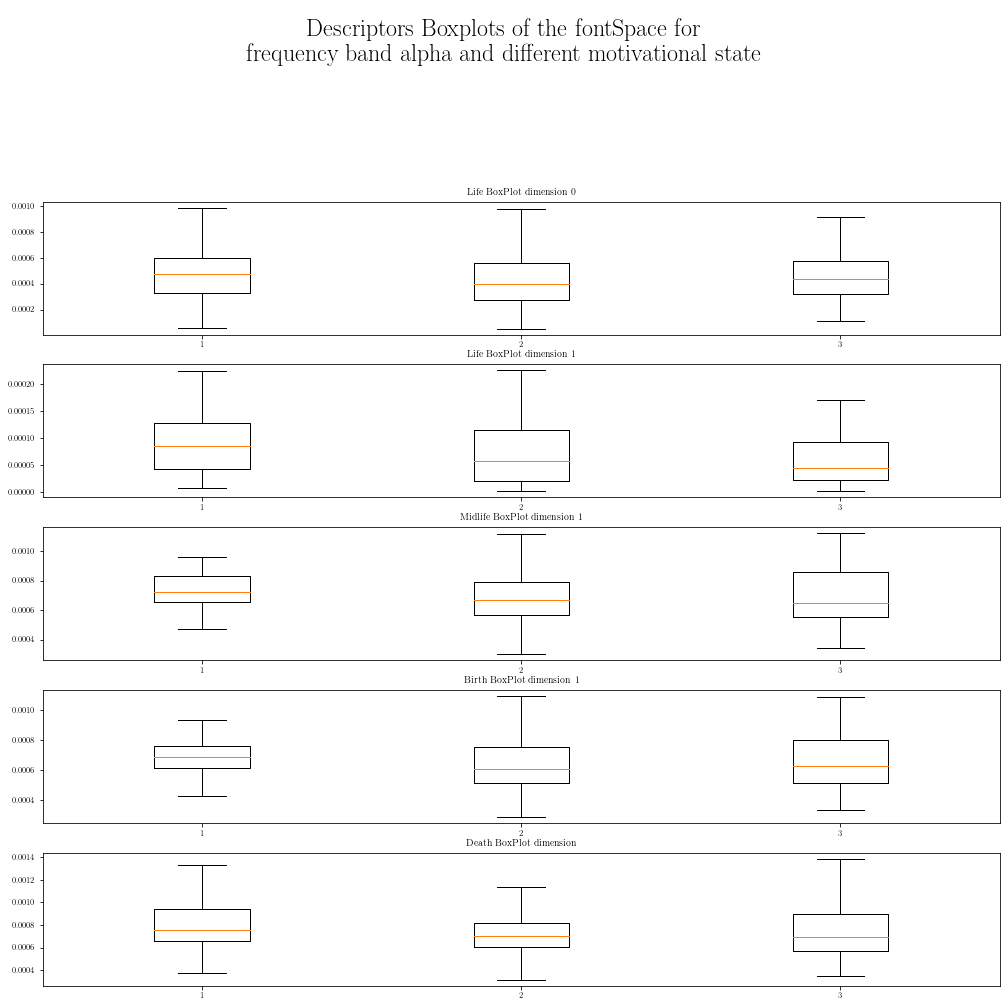 Descriptors Boxplots of the fontSpace for
frequency band alpha and different motivational state
Life BoxPlot dimension 0
0.0010
0.0008
0.0006
0.0004
0.0002
1 2 3
Life BoxPlot dimension 1
0.00020
0.00015
0.00010
0.00005
0.00000
1 2 3
Midlife BoxPlot dimension 1
0.0010
0.0008
0.0006
0.0004
1 2 3
Birth BoxPlot dimension 1
0.0010
0.0008
0.0006
0.0004
1 2 3
Death BoxPlot dimension
0.0014
0.0012
0.0010
0.0008
0.0006
0.0004
1 2 3